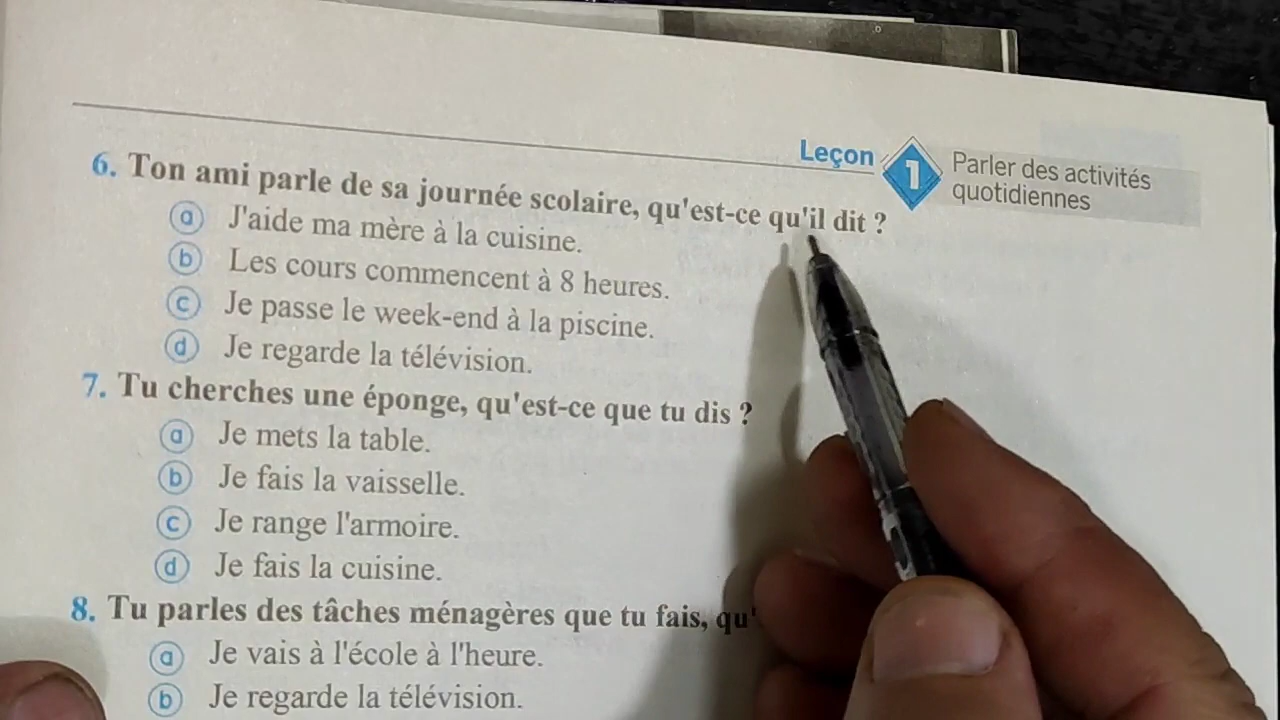 Leçon 1 Parler des activités
quotidiennes
6. Ton ami parle de sa journée scolaire, qu'est-ce qu'il dit ?
a J'aide ma mère à la cuisine.
b Les cours commencent à 8 heures.
c Je passe le week-end à la piscine.
d Je regarde la télévision.
7. Tu cherches une éponge, qu'est-ce que tu dis ?
a Je mets la table.
b Je fais la vaisselle.
c Je range l'armoire.
d Je fais la cuisine.
8. Tu parles des tâches ménagères que tu fais, qu'
a Je vais à l'école à l'heure.
b Je regarde la télévision.